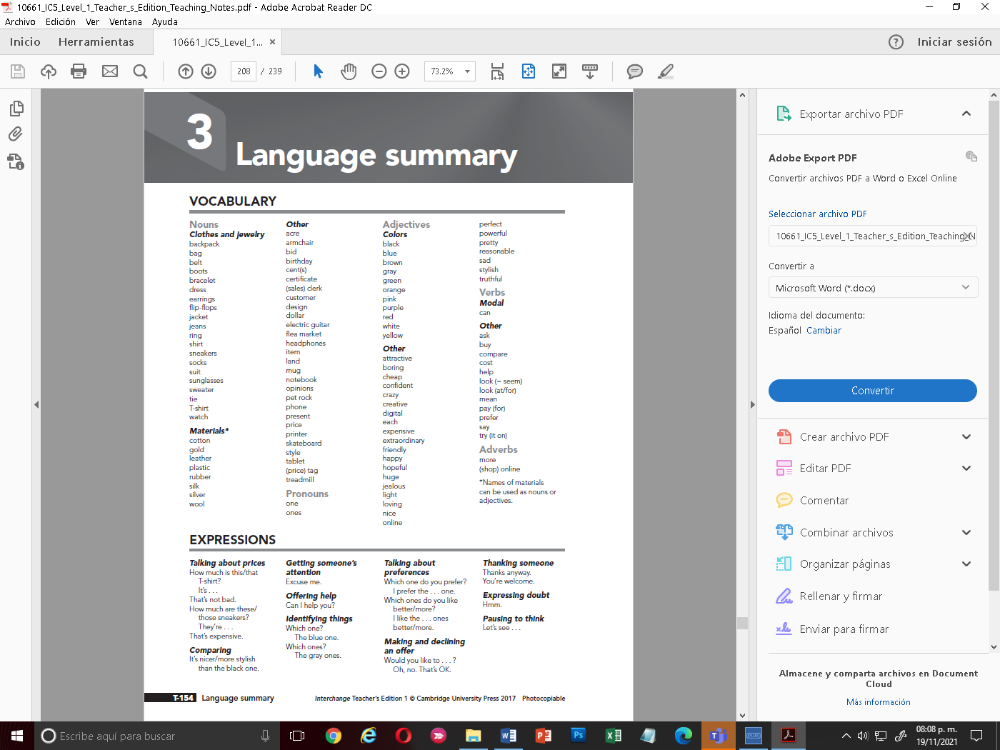 10661_IC5_Level_1_Teacher_s_Edition_Teaching_Notes.pdf - Adobe Acrobat Reader DC
Archivo Edición Ver Ventana Ayuda
Inicio Herramientas 10661_IC5_Level_1... × Iniciar sesión
208 / 239 73.2%
3
Language summary
VOCABULARY
Nouns
Clothes and jewelry
backpack
bag
belt
boots
bracelet
dress
earrings
flip-flops
jacket
jeans
ring
shirt
sneakers
socks
suit
sunglasses
sweater
tie
T-shirt
watch
Materials*
cotton
gold
leather
plastic
rubber
silk
silver
wool
Other
acre
armchair
bid
birthday
cent(s)
certificate
(sales) clerk
customer
design
dollar
electric guitar
flea market
headphones
item
land
mug
notebook
opinions
pet rock
phone
present
price
printer
skateboard
style
tablet
(price) tag
treadmill
Pronouns
one
ones
Adjectives
Colors
black
blue
brown
gray
green
orange
pink
purple
red
white
yellow
Other
attractive
boring
cheap
confident
crazy
creative
digital
each
expensive
extraordinary
friendly
happy
hopeful
huge
jealous
light
loving
nice
online
perfect
powerful
pretty
reasonable
sad
stylish
truthful
Verbs
Modal
can
Other
ask
buy
compare
cost
help
look (= seem)
look (at/for)
mean
pay (for)
prefer
say
try (it on)
Adverbs
more
(shop) online
*Names of materials
can be used as nouns or
adjectives.
EXPRESSIONS
Talking about prices
How much is this/that
T-shirt?
It's . . .
That's not bad.
How much are these/
those sneakers?
They're . . .
That's expensive.
Comparing
It's nicer/more stylish
than the black one.
Getting someone's
attention
Excuse me.
Offering help
Can I help you?
Identifying things
Which one?
The blue one.
Which ones?
The gray ones.
Talking about
preferences
Which one do you prefer?
I prefer the . . . one.
Which ones do you like
better/more?
I like the . . . ones
better/more.
Making and declining
an offer
Would you like to . . . ?
Oh, no. That's OK.
Thanking someone
Thanks anyway.
You're welcome.
Expressing doubt
Hmm.
Pausing to think
Let's see . . .
T-154 Language summary Interchange Teacher's Edition 1 © Cambridge University Press 2017 Photocopiable
Exportar archivo PDF
Adobe Export PDF
Convertir archivos PDF a Word o Excel Online
Seleccionar archivo PDF
10661_IC5_Level_1_Teacher_s_Edition_Teaching_N
Convertir a
Microsoft Word (*.docx)
Idioma del documento:
Español Cambiar
Convertir
Crear archivo PDF
Editar PDF
Comentar
Combinar archivos
Organizar páginas
Rellenar y firmar
Enviar para firmar
Almacene y comparta archivos en Document
Cloud
Más información
Escribe aquí para buscar
08:08 p. m.
19/11/2021